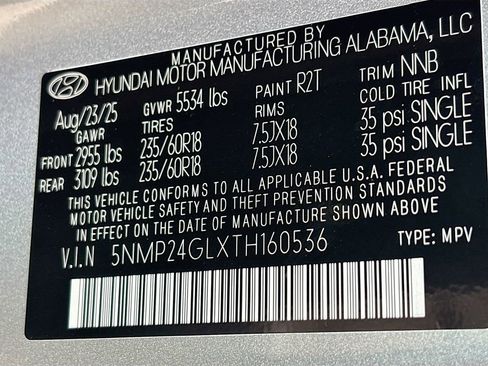 MANUFACTURED BY
HYUNDAI MOTOR MANUFACTURING ALABAMA, LLC
Aug/23/25 GVWR 5534 lbs PAINT R2T TRIM NNB
GAWR TIRES RIMS COLD TIRE INFL
FRONT 2955 lbs 235/60R18 7.5JX18 35 psi SINGLE
REAR 3109 lbs 235/60R18 7.5JX18 35 psi SINGLE
THIS VEHICLE CONFORMS TO ALL APPLICABLE U.S.A. FEDERAL
MOTOR VEHICLE SAFETY AND THEFT PREVENTION STANDARDS
IN EFFECT ON THE DATE OF MANUFACTURE SHOWN ABOVE
V.I.N 5NMP24GLXTH160536 TYPE: MPV